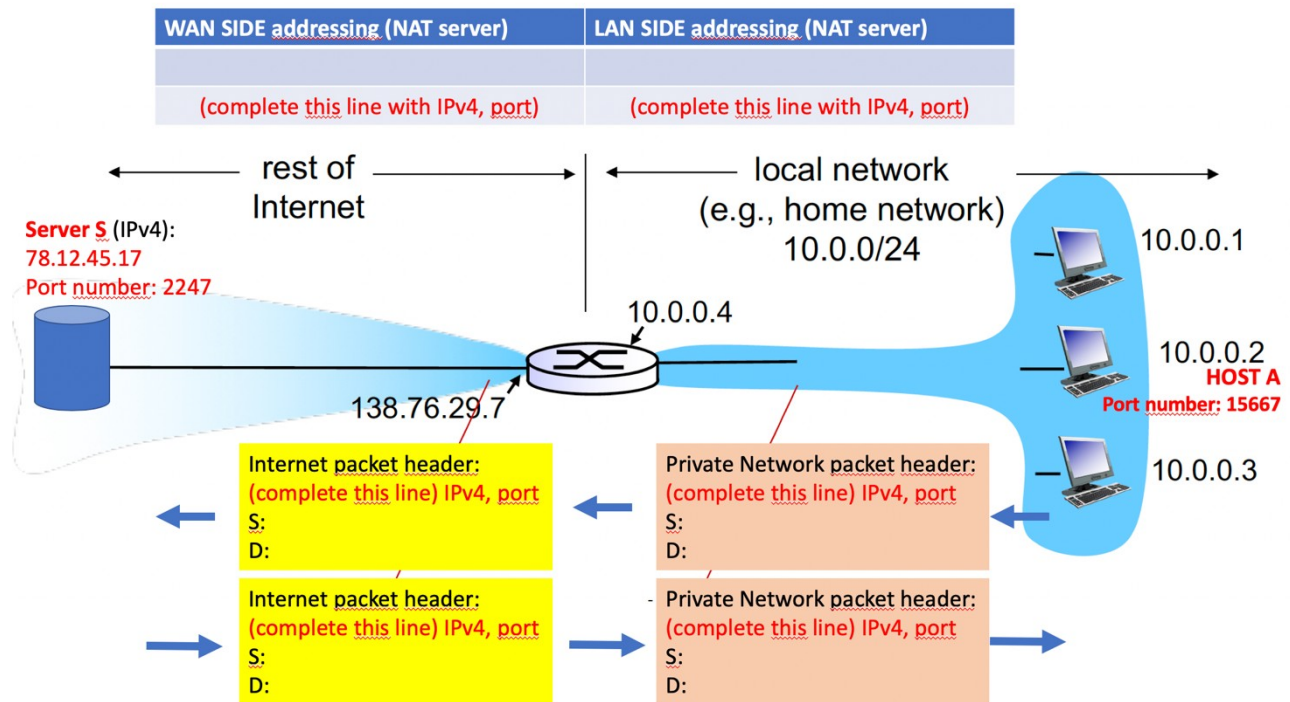 WAN SIDE addressing (NAT server)
LAN SIDE addressing (NAT server)
(complete this line with IPv4, port)
(complete this line with IPv4, port)
rest of
Internet
local network
(e.g., home network)
10.0.0/24
Server S (IPv4):
78.12.45.17
Port number: 2247
10.0.0.1
10.0.0.4
138.76.29.7
10.0.0.2
HOST A
Port number: 15667
10.0.0.3
Internet packet header:
(complete this line) IPv4, port
S:
D:
Private Network packet header:
(complete this line) IPv4, port
S:
D:
Internet packet header:
(complete this line) IPv4, port
S:
D:
- Private Network packet header:
(complete this line) IPv4, port
S:
D: